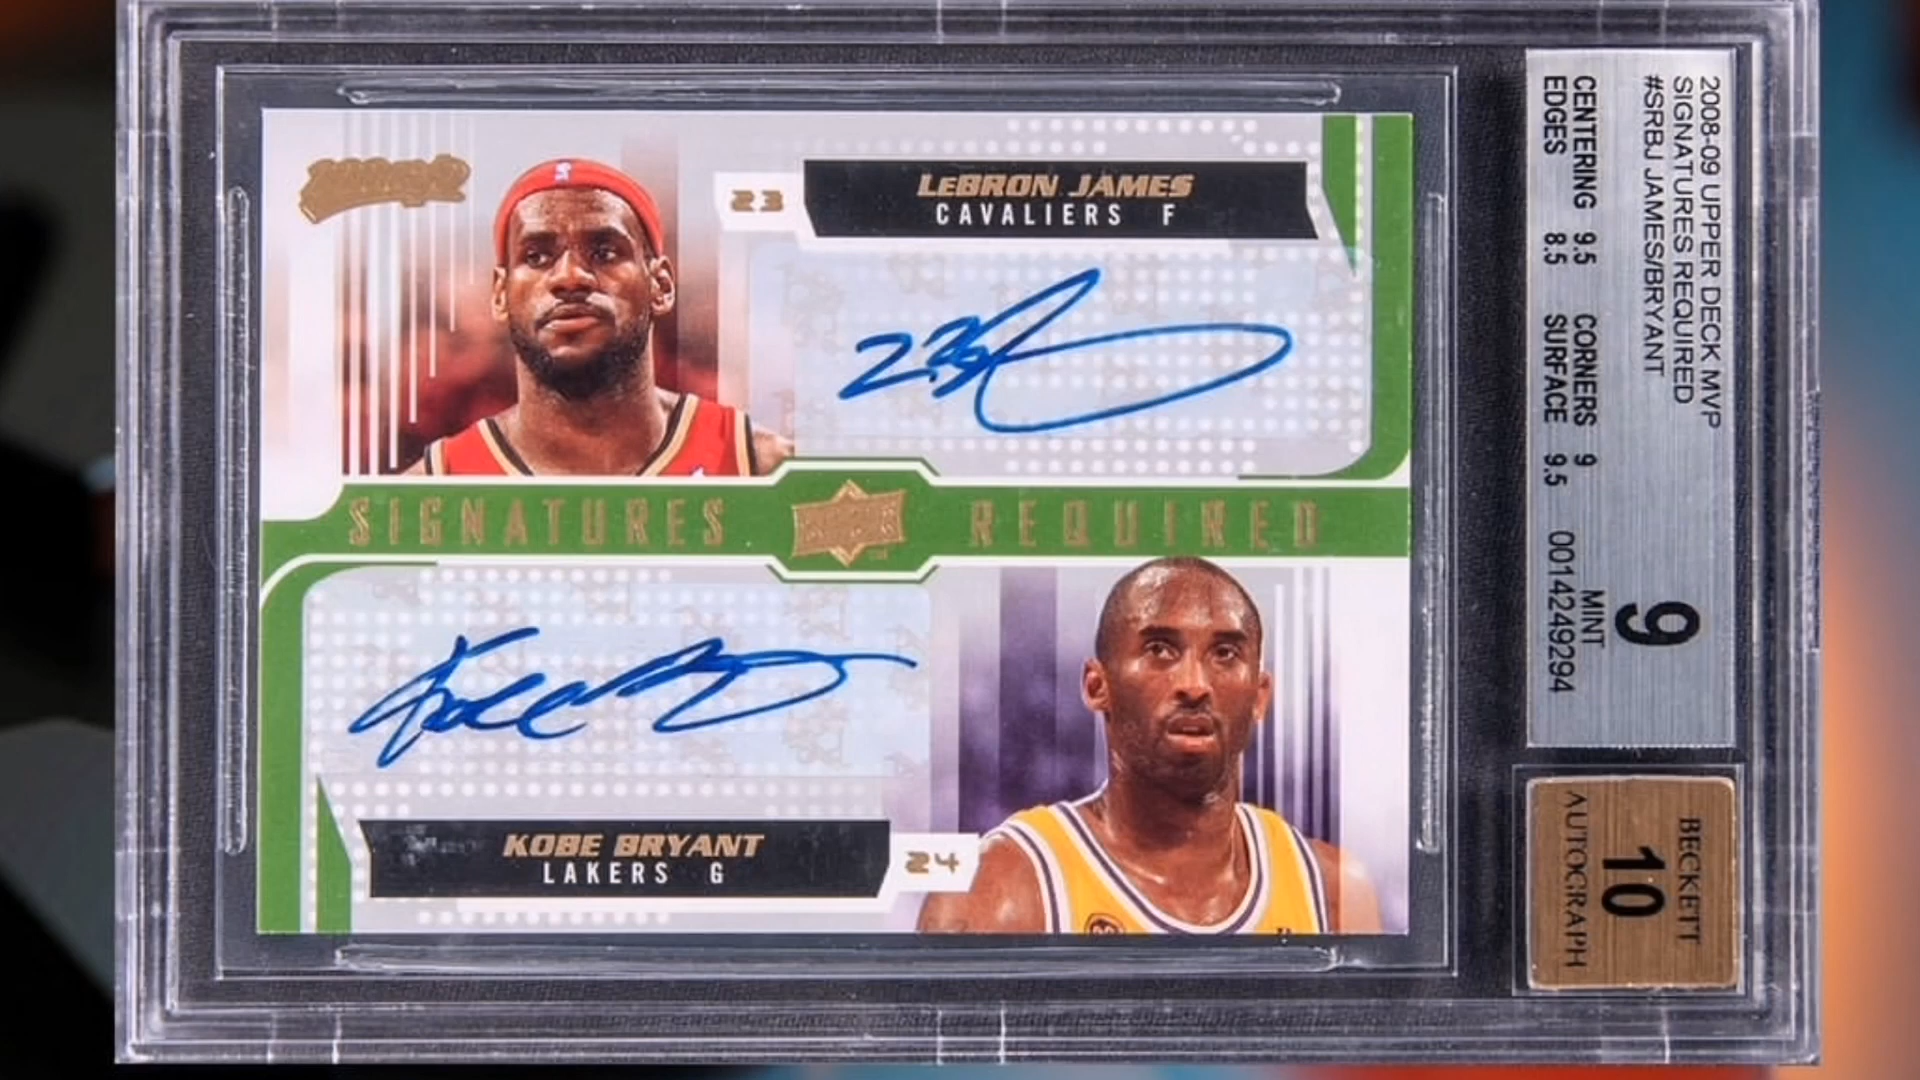 23
LEBRON JAMES
CAVALIERS F
SIGNATURES REQUIRED
KOBE BRYANT
LAKERS G
24
2008-09 UPPER DECK MVP
SIGNATURES REQUIRED
#SRBJ JAMES/BRYANT
CENTERING 9.5 CORNERS 9
EDGES 8.5 SURFACE 9.5
9
MINT
0014249294
BECKETT
10
AUTOGRAPH